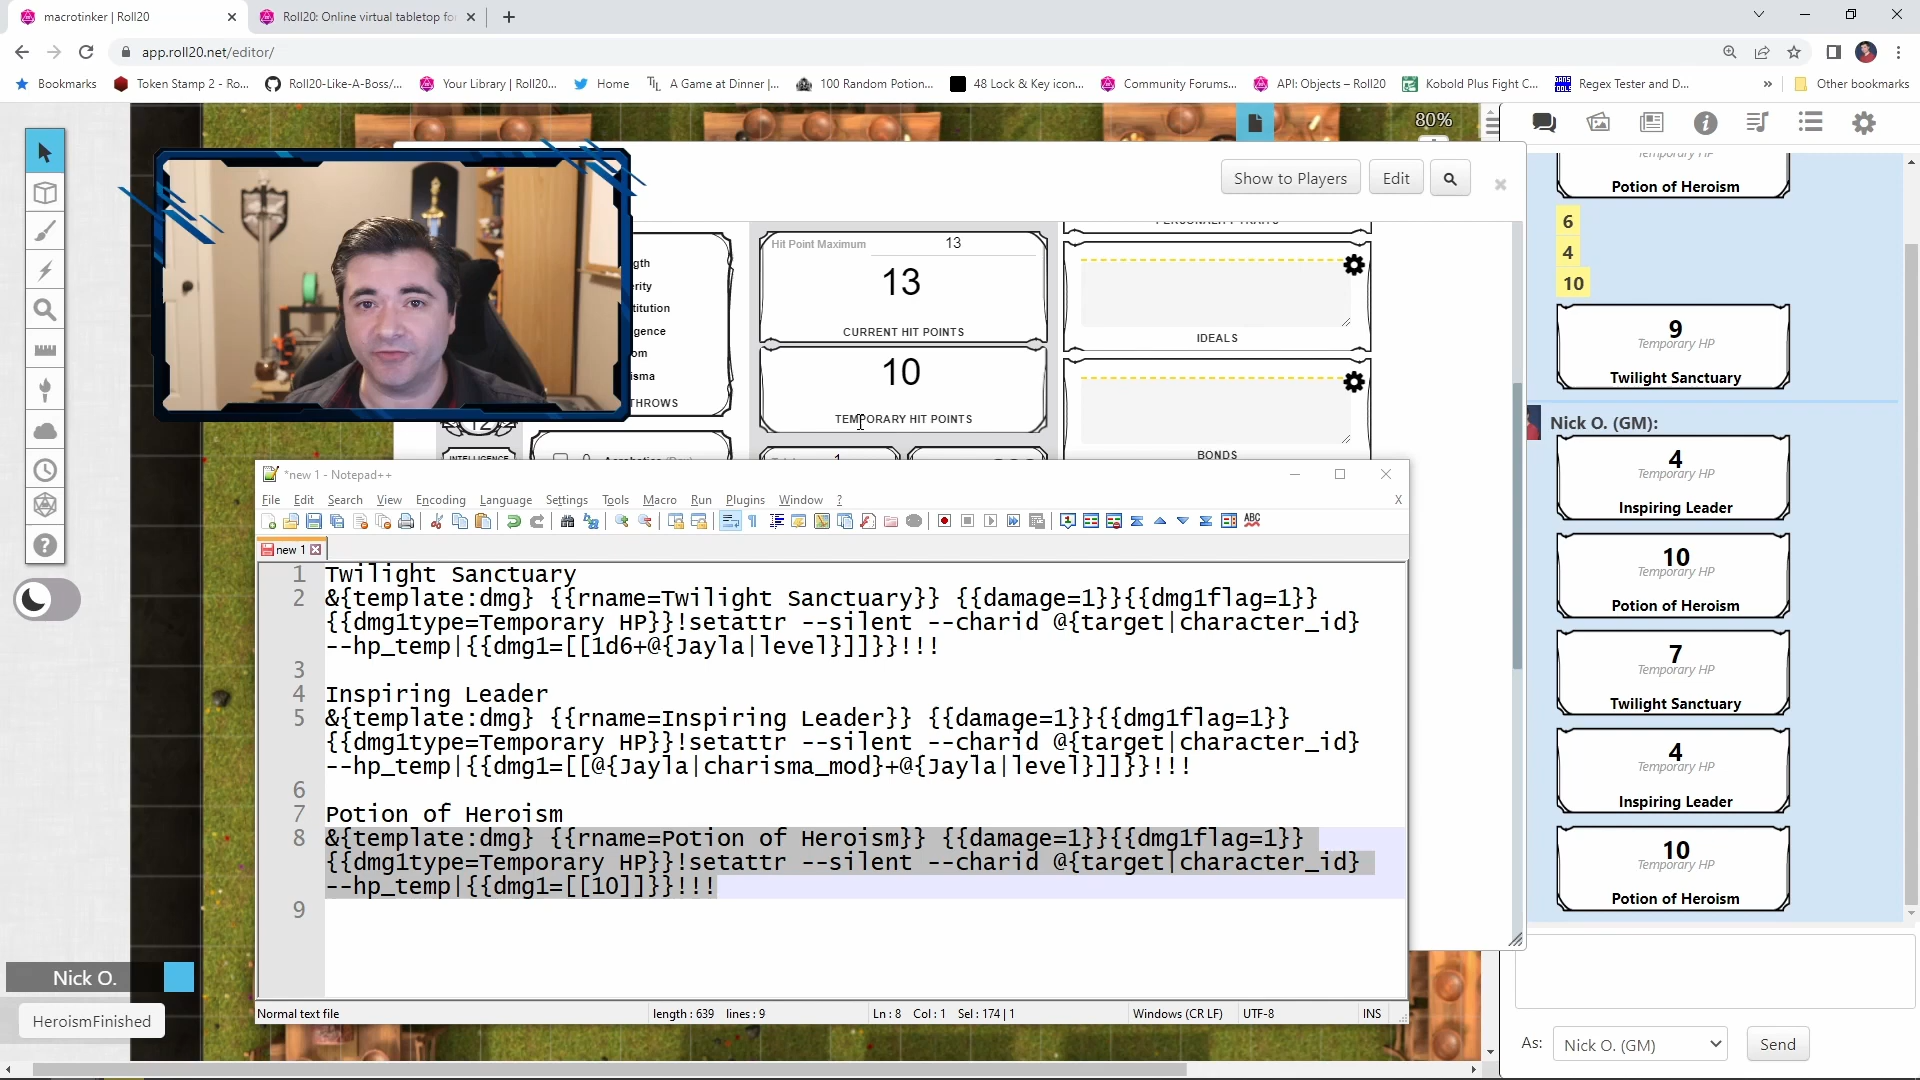 macrotinker | Roll20
Roll20: Online virtual tabletop fo
app.roll20.net/editor/
Bookmarks
Token Stamp 2 - Ro...
Roll20-Like-A-Boss/...
Your Library | Roll20...
Home
A Game at Dinner |...
100 Random Potion...
48 Lock & Key icon...
Community Forums...
API: Objects – Roll20
Kobold Plus Fight C...
Regex Tester and D...
»
Other bookmarks
80%
Show to Players
Edit
Hit Point Maximum 13
13
CURRENT HIT POINTS
10
TEMPORARY HIT POINTS
gth
erity
titution
gence
om
isma
THROWS
12
INTELLIGENCE
PERSONALITY TRAITS
IDEALS
BONDS
*new 1 - Notepad++
File Edit Search View Encoding Language Settings Tools Macro Run Plugins Window ?
X
new 1
1 Twilight Sanctuary
2 &{template:dmg} {{rname=Twilight Sanctuary}} {{damage=1}}{{dmg1flag=1}}
{{dmg1type=Temporary HP}}!setattr --silent --charid @{target|character_id}
--hp_temp|{{dmg1=[[1d6+@{Jayla|level}]]}}!!!
3
4 Inspiring Leader
5 &{template:dmg} {{rname=Inspiring Leader}} {{damage=1}}{{dmg1flag=1}}
{{dmg1type=Temporary HP}}!setattr --silent --charid @{target|character_id}
--hp_temp|{{dmg1=[[@{Jayla|charisma_mod}+@{Jayla|level}]]}}!!!
6
7 Potion of Heroism
8 &{template:dmg} {{rname=Potion of Heroism}} {{damage=1}}{{dmg1flag=1}}
{{dmg1type=Temporary HP}}!setattr --silent --charid @{target|character_id}
--hp_temp|{{dmg1=[[10]]}}!!!
9
Normal text file
length : 639 lines : 9
Ln : 8 Col : 1 Sel : 174 | 1
Windows (CR LF)
UTF-8
INS
Nick O.
HeroismFinished
Temporary HP
Potion of Heroism
6
4
10
9
Temporary HP
Twilight Sanctuary
Nick O. (GM):
4
Temporary HP
Inspiring Leader
10
Temporary HP
Potion of Heroism
7
Temporary HP
Twilight Sanctuary
4
Temporary HP
Inspiring Leader
10
Temporary HP
Potion of Heroism
As: Nick O. (GM)
Send